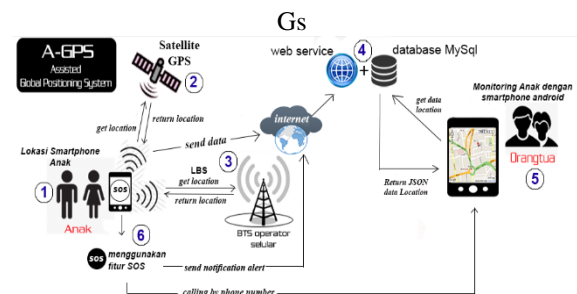 Gs
A-GPS
Assisted
Global Positioning System
Satellite
GPS
2
web service
4
+
database MySql
Monitoring Anak dengan
smartphone android
get location
return location
get data
location
internet
send data
Lokasi Smartphone
Anak
3
LBS
get location
return location
1
SOS
Anak
Return JSON
data Location
Orangtua
5
BTS operator
selular
6
SOS
menggunakan
fitur SOS
send notification alert
calling by phone number